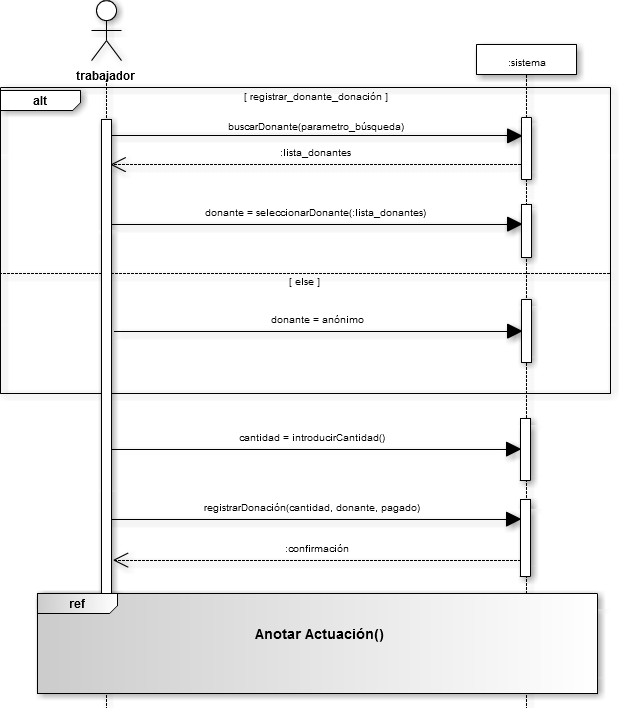 trabajador
:sistema
alt
[ registrar_donante_donación ]
buscarDonante(parametro_búsqueda)
:lista_donantes
donante = seleccionarDonante(:lista_donantes)
[ else ]
donante = anónimo
cantidad = introducirCantidad()
registrarDonación(cantidad, donante, pagado)
:confirmación
ref
Anotar Actuación()